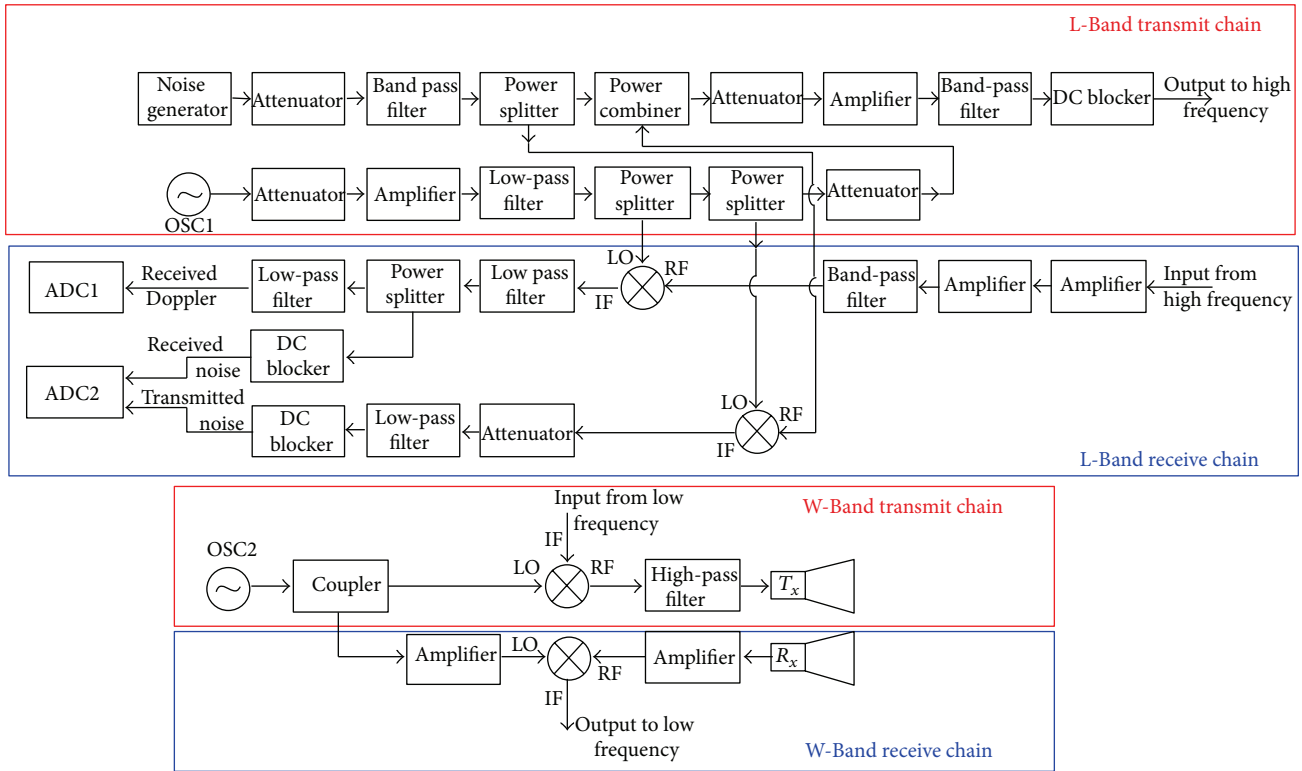 L-Band transmit chain
Noise
generator
Attenuator
Band pass
filter
Power
splitter
Power
combiner
Attenuator
Amplifier
Band-pass
filter
DC blocker
Output to high
frequency
OSC1
Attenuator
Amplifier
Low-pass
filter
Power
splitter
Power
splitter
Attenuator
ADC1
Received
Doppler
Low-pass
filter
Power
splitter
Low pass
filter
IF
LO
RF
Band-pass
filter
Amplifier
Amplifier
Input from
high frequency
ADC2
Received
noise
DC
blocker
Transmitted
noise
DC
blocker
Low-pass
filter
Attenuator
LO
RF
IF
L-Band receive chain
W-Band transmit chain
Input from low
frequency
IF
OSC2
Coupler
LO
RF
High-pass
filter
Tx
Amplifier
LO
RF
IF
Amplifier
Rx
Output to low
frequency
W-Band receive chain